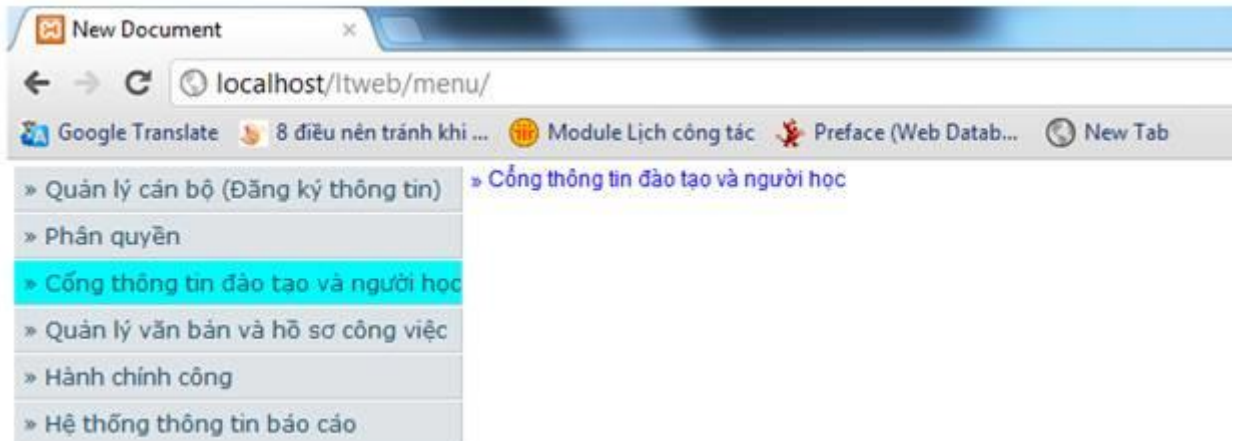 New Document
localhost/ltweb/menu/
Google Translate 8 điều nên tránh khi ... Module Lịch công tác Preface (Web Datab... New Tab
» Quản lý cán bộ (Đăng ký thông tin)
» Cổng thông tin đào tạo và người học
» Phân quyền
» Cổng thông tin đào tạo và người học
» Quản lý văn bản và hồ sơ công việc
» Hành chính công
» Hệ thống thông tin báo cáo